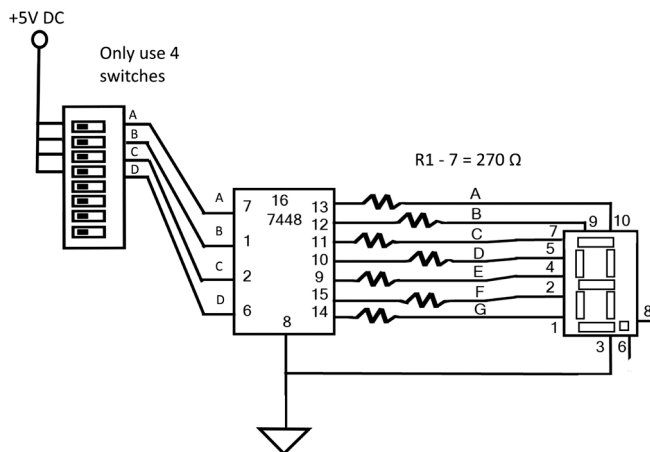 +5V DC
Only use 4
switches
A
B
C
D
R1 - 7 = 270 Ω
A
B
C
D
7
1
2
6
16
7448
8
13
12
11
10
9
15
14
A
B
C
D
E
F
G
9 10
7
5
4
2
1
3 6
8